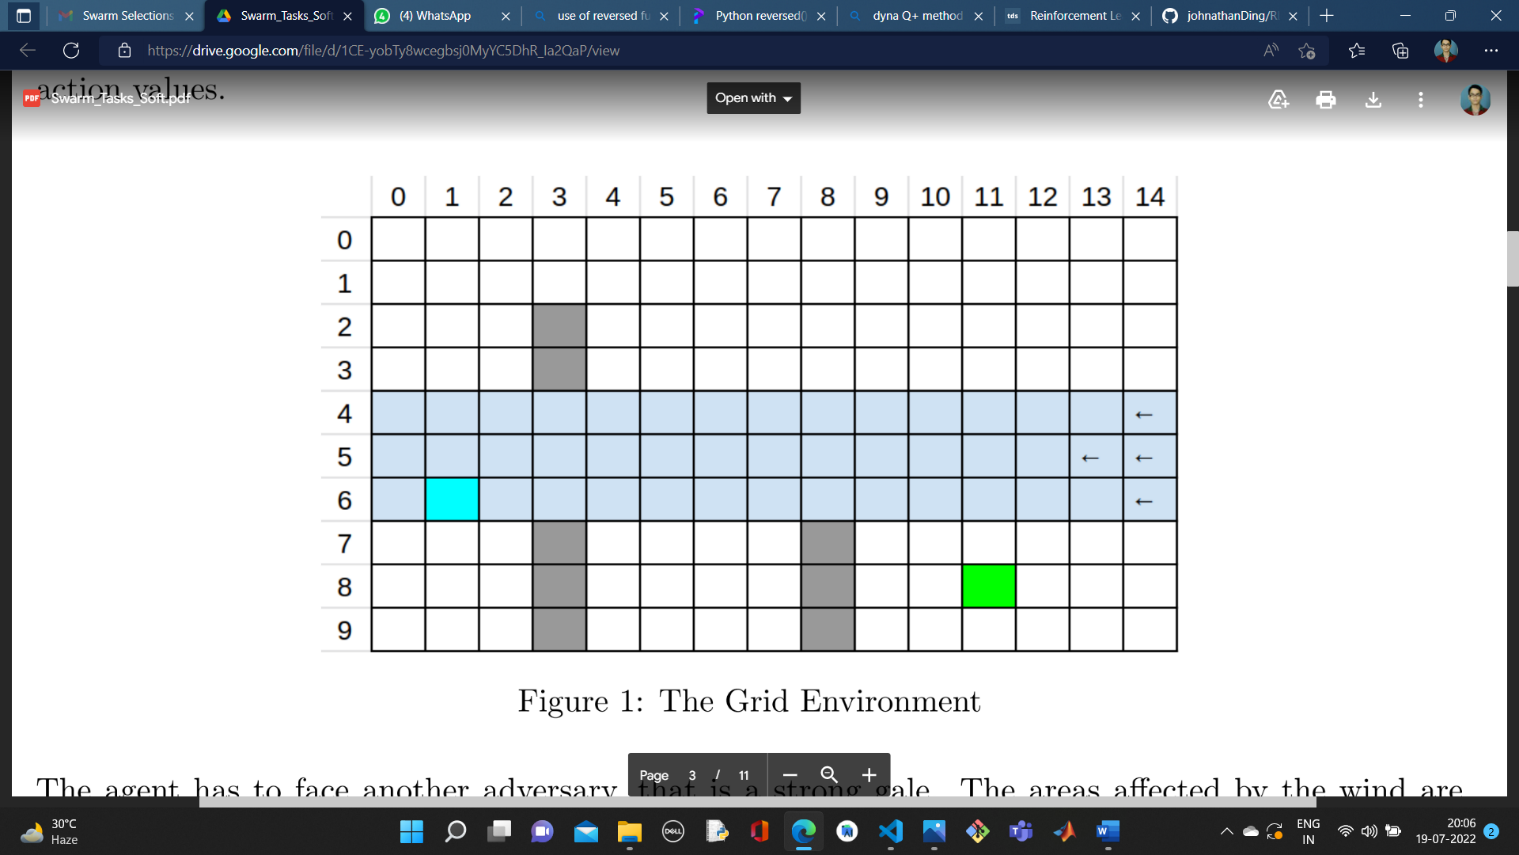 Swarm Selections
Swarm_Tasks_Soft
(4) WhatsApp
use of reversed fu
Python reversed()
dyna Q+ method
tds
Reinforcement Le
johnathanDing/R
https://drive.google.com/file/d/1CE-yobTy8wcegbsj0MyYC5DhR_Ia2QaP/view
action values.
PDF Swarm_Tasks_Soft.pdf
Open with
0 1 2 3 4 5 6 7 8 9 10 11 12 13 14
0
1
2
3
4 ←
5 ← ←
6 ←
7
8
9
Figure 1: The Grid Environment
The agent has to face another adversary that is a strong gale. The areas affected by the wind are
Page 3 / 11
30°C
Haze
DELL
ENG
IN
20:06
19-07-2022
2